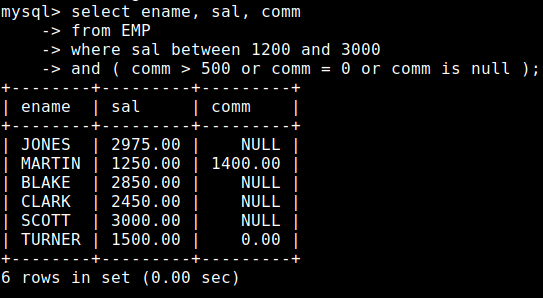 mysql> select ename, sal, comm
    -> from EMP
    -> where sal between 1200 and 3000
    -> and ( comm > 500 or comm = 0 or comm is null );
+--------+---------+---------+
| ename  | sal     | comm    |
+--------+---------+---------+
| JONES  | 2975.00 |    NULL |
| MARTIN | 1250.00 | 1400.00 |
| BLAKE  | 2850.00 |    NULL |
| CLARK  | 2450.00 |    NULL |
| SCOTT  | 3000.00 |    NULL |
| TURNER | 1500.00 |    0.00 |
+--------+---------+---------+
6 rows in set (0.00 sec)